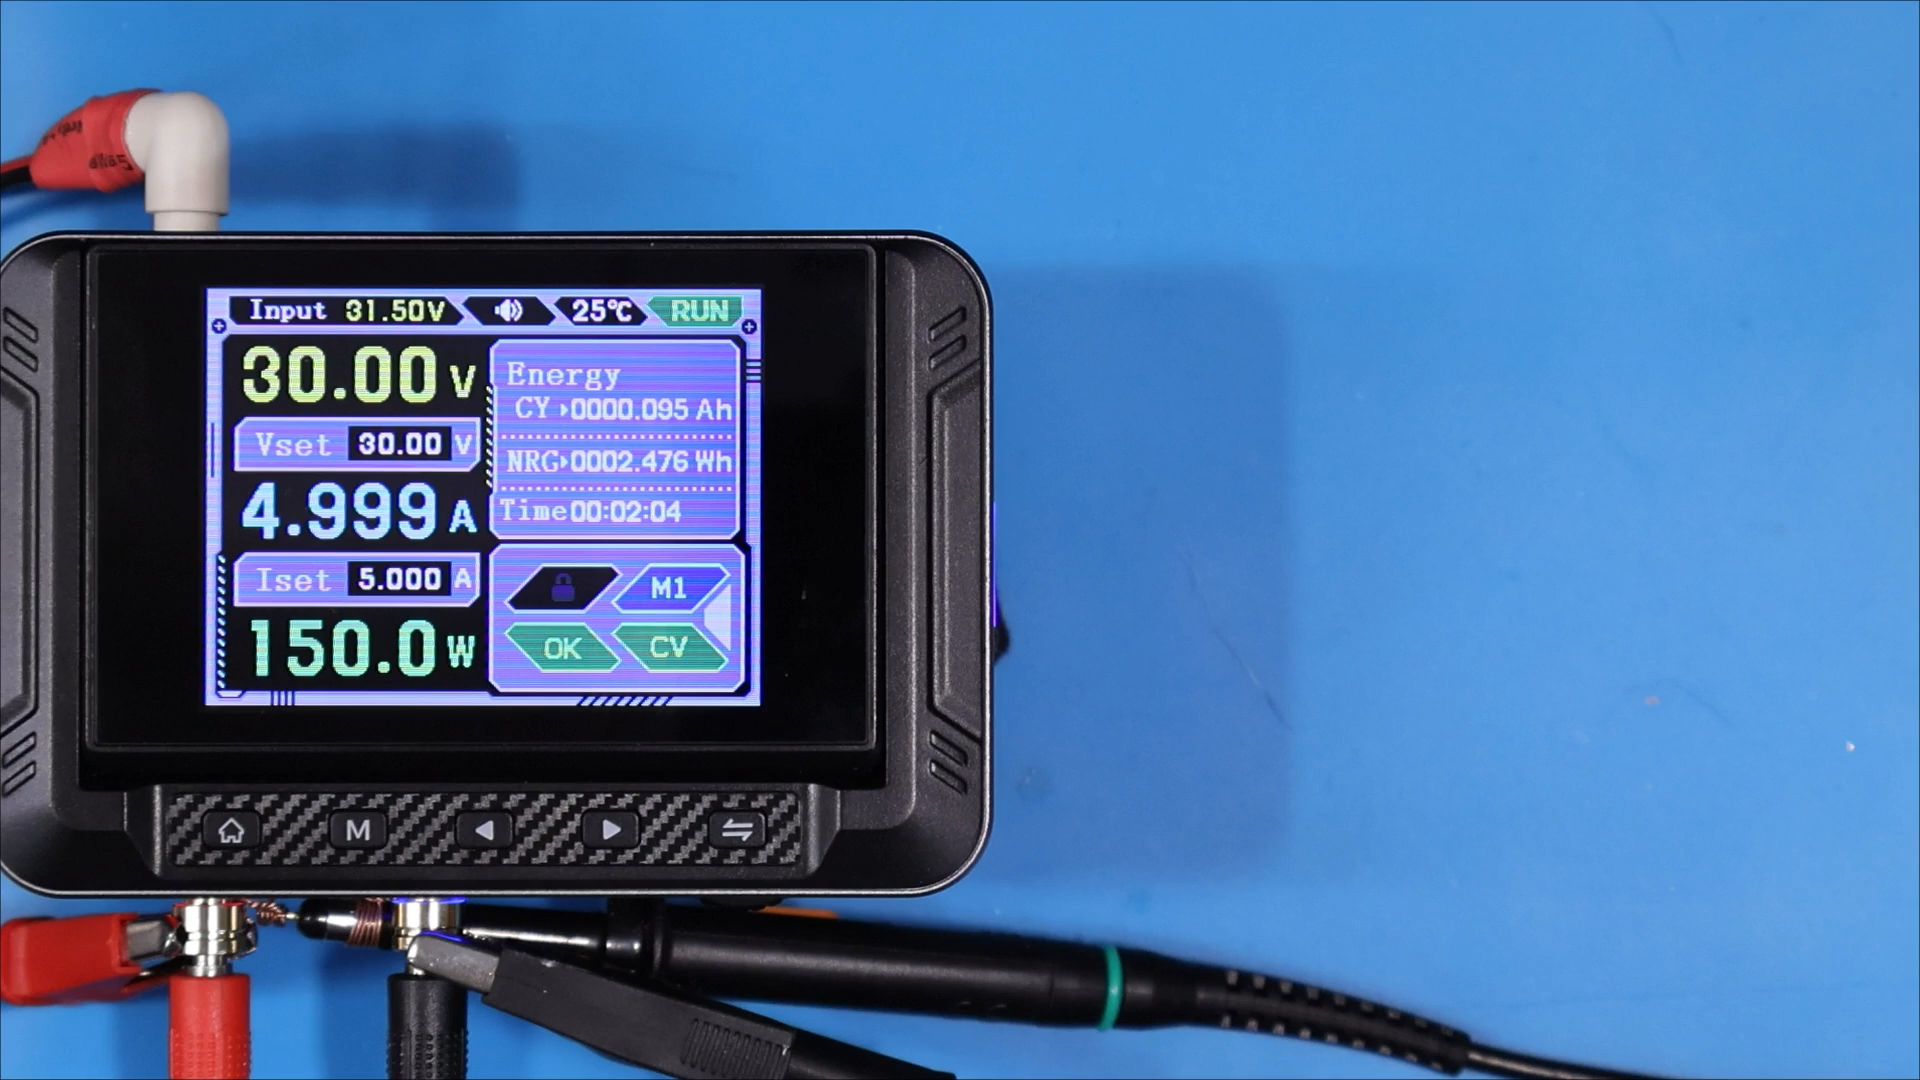 Input 31.50V 25℃ RUN
30.00 V
Vset 30.00 V
4.999 A
Iset 5.000 A
150.0 W
Energy
CY 0000.095 Ah
NRG 0002.476 Wh
Time 00:02:04
M1
OK CV
M